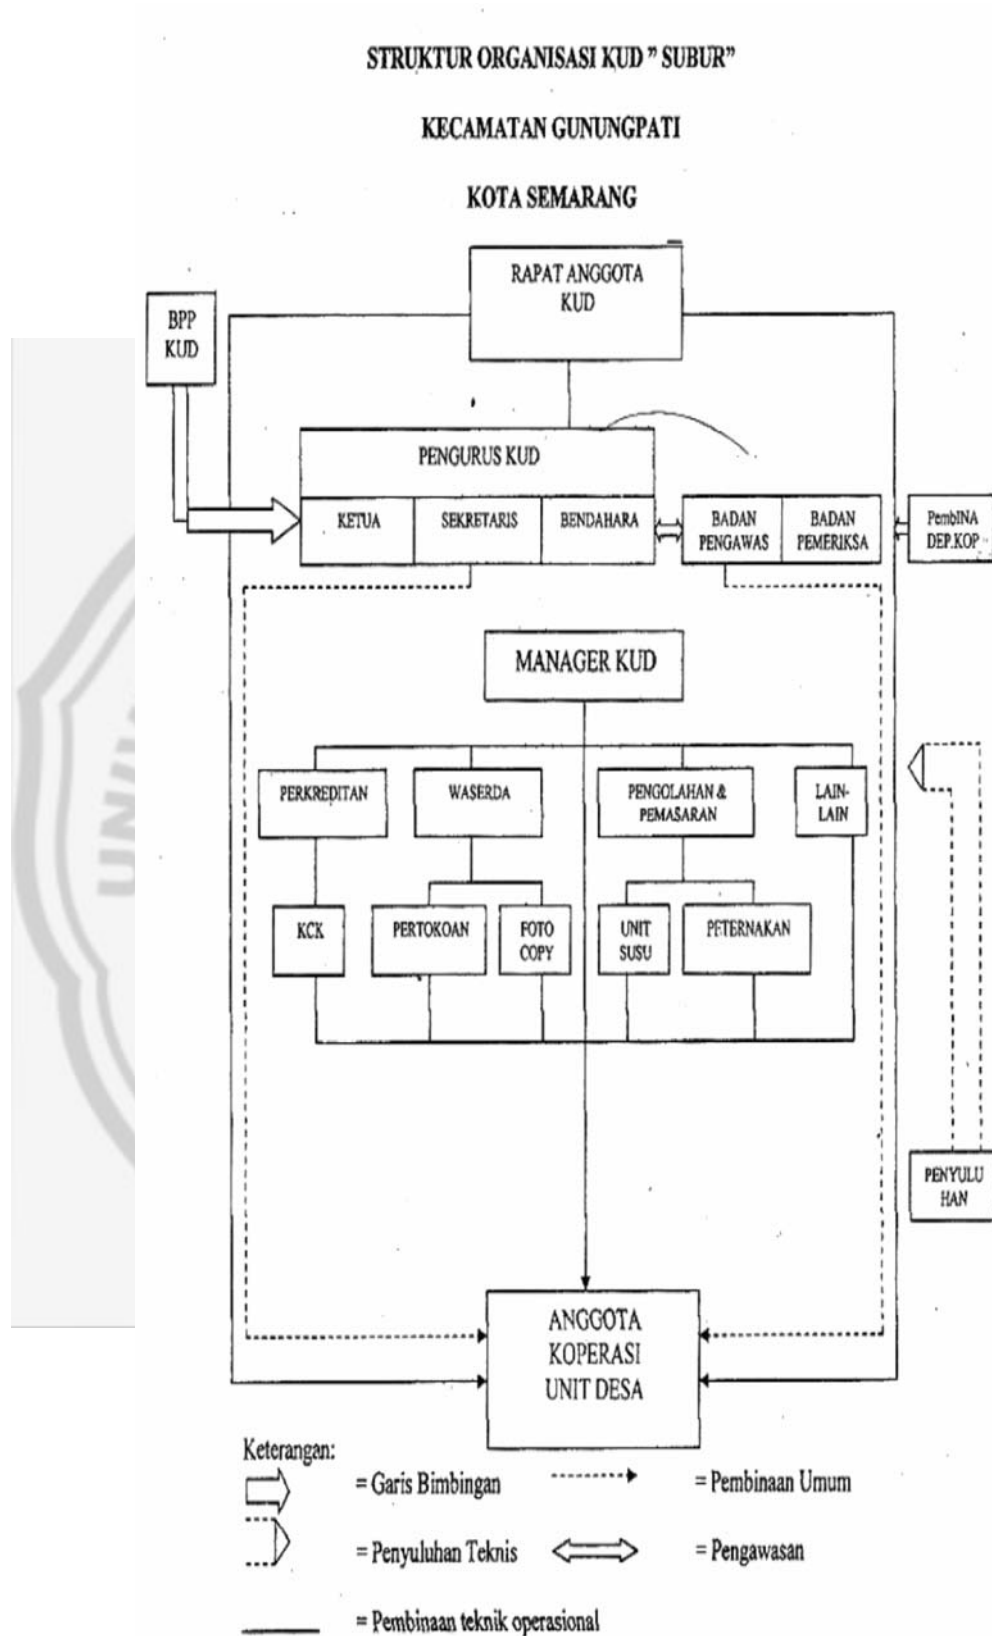 STRUKTUR ORGANISASI KUD ” SUBUR”
KECAMATAN GUNUNGPATI
KOTA SEMARANG
RAPAT ANGGOTA
KUD
BPP
KUD
PENGURUS KUD
KETUA
SEKRETARIS
BENDAHARA
BADAN
PENGAWAS
BADAN
PEMERIKSA
PembINA
DEP.KOP
MANAGER KUD
PERKREDITAN
WASERDA
PENGOLAHAN &
PEMASARAN
LAIN-
LAIN
KCK
PERTOKOAN
FOTO
COPY
UNIT
SUSU
PETERNAKAN
PENYULU
HAN
ANGGOTA
KOPERASI
UNIT DESA
Keterangan:
= Garis Bimbingan
= Pembinaan Umum
= Penyuluhan Teknis
= Pengawasan
= Pembinaan teknik operasional